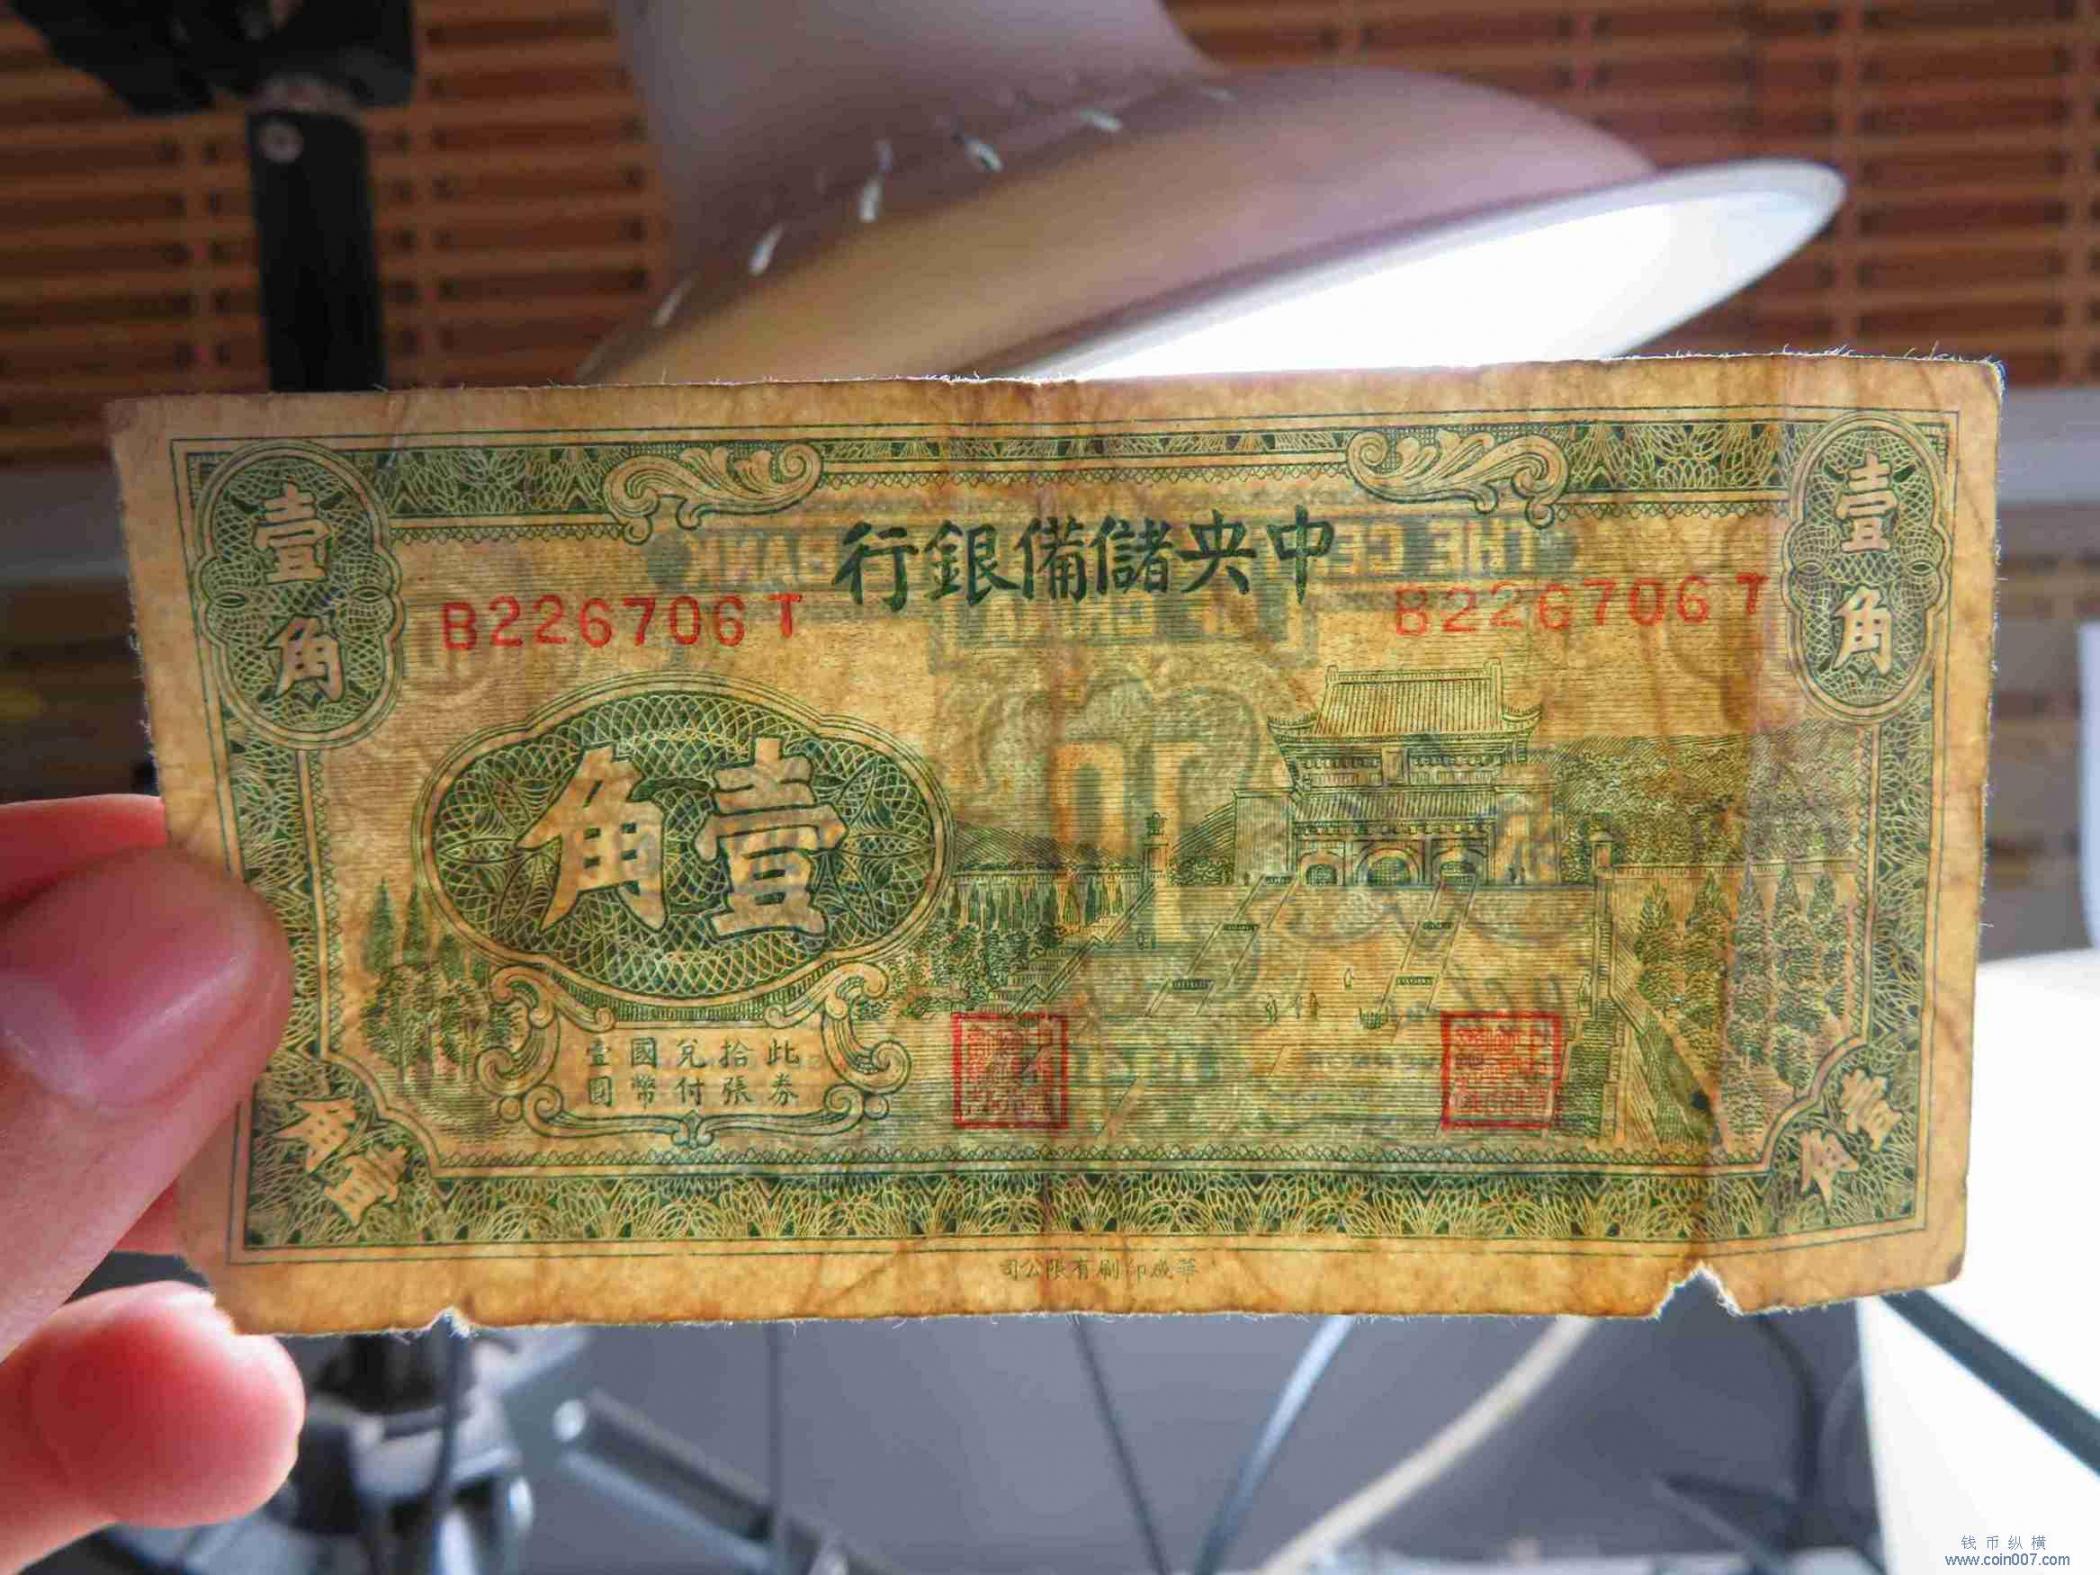 中央儲備銀行
B226706T
B226706T
壹角
壹角
壹角
此券
拾張
兌付
國幣
壹圓
壹角
壹角
華成印刷有限公司
钱币纵横
www.coin007.com